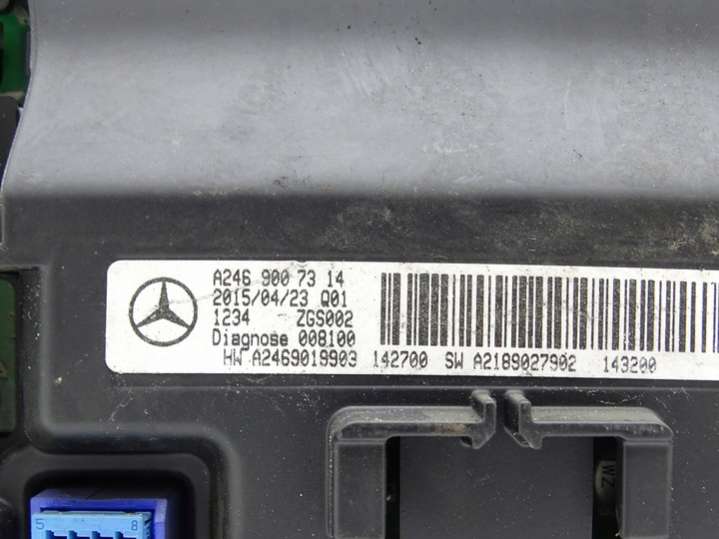 A246 900 73 14
2015/04/23 Q01
1234 ZGS002
Diagnose 008100
HW A2469019903 142700 SW A2189027902 143200
WZ
5 8